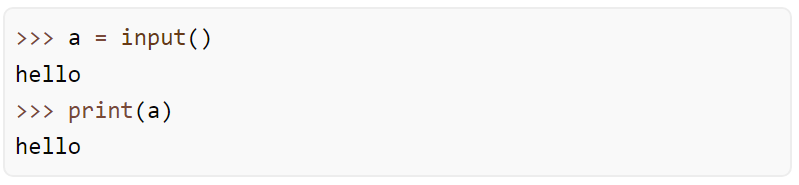 >>> a = input()
hello
>>> print(a)
hello